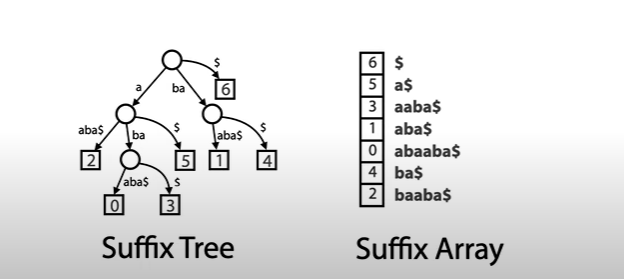 $
a
ba
6
aba$
ba
$
aba$
$
2
5
1
4
aba$
$
0
3
Suffix Tree
6 $
5 a$
3 aaba$
1 aba$
0 abaaba$
4 ba$
2 baaba$
Suffix Array